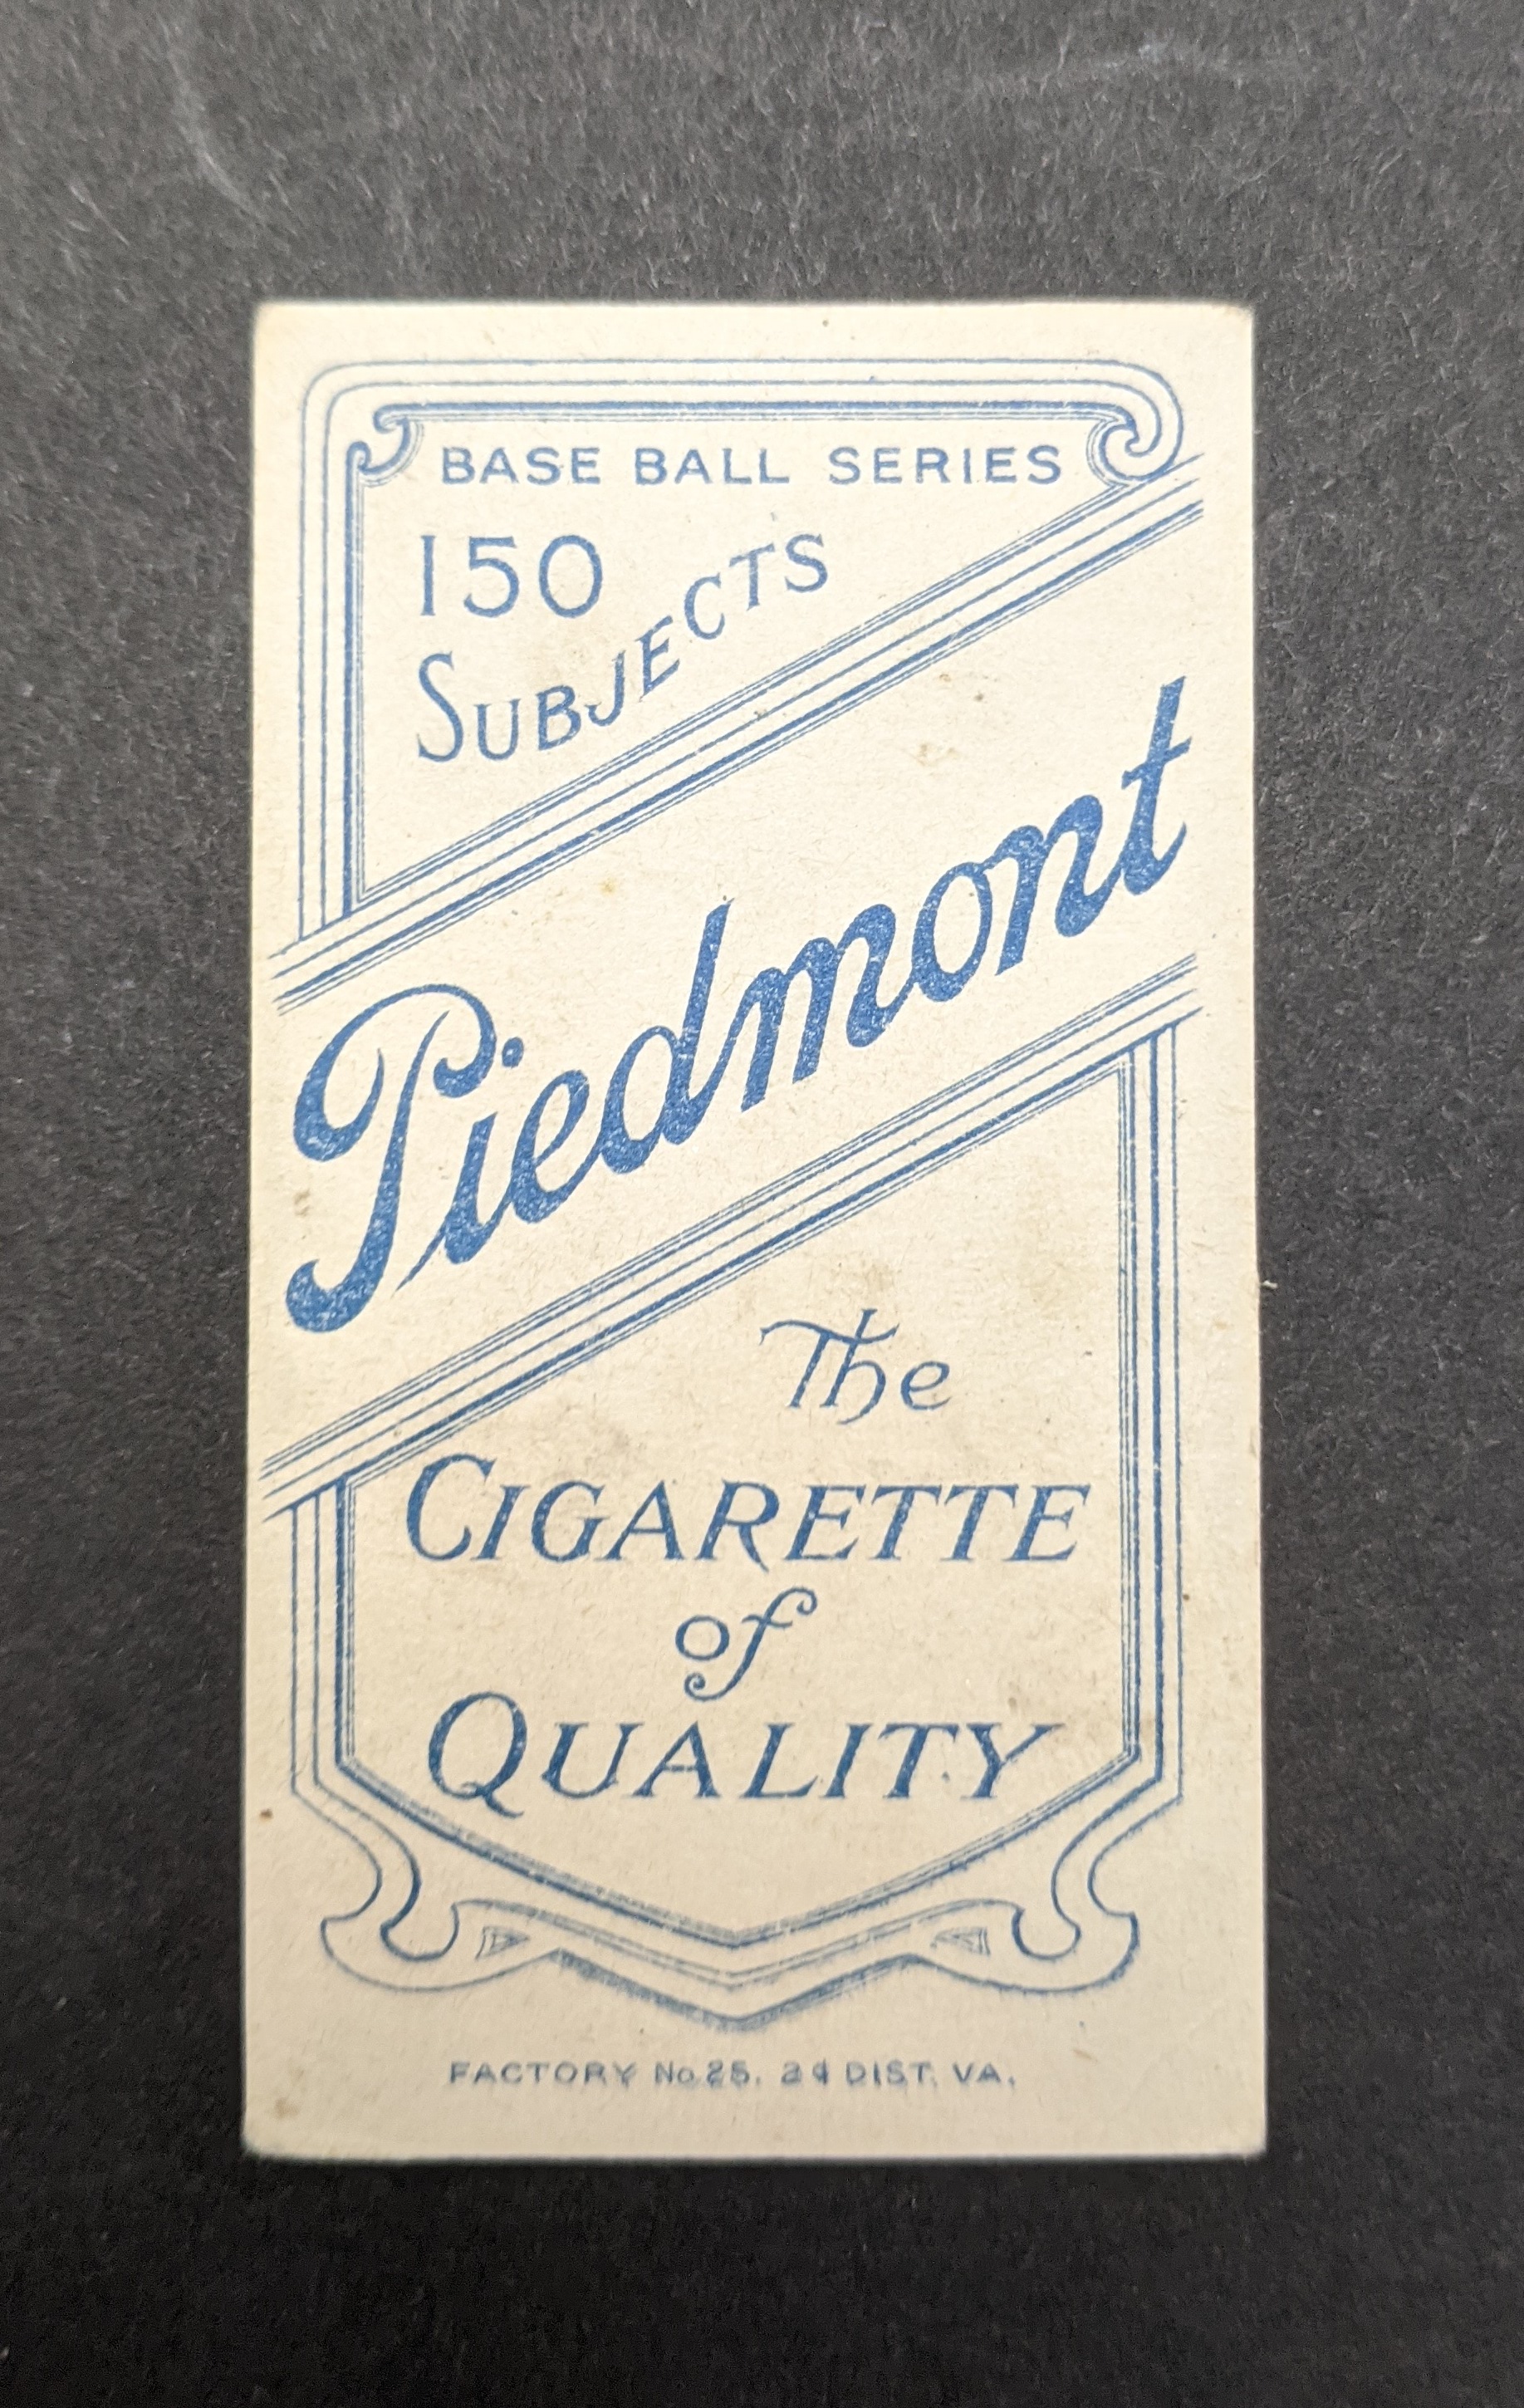 BASE BALL SERIES
150
SUBJECTS
Piedmont
The
CIGARETTE
of
QUALITY
FACTORY No 25. 2d DIST. VA.